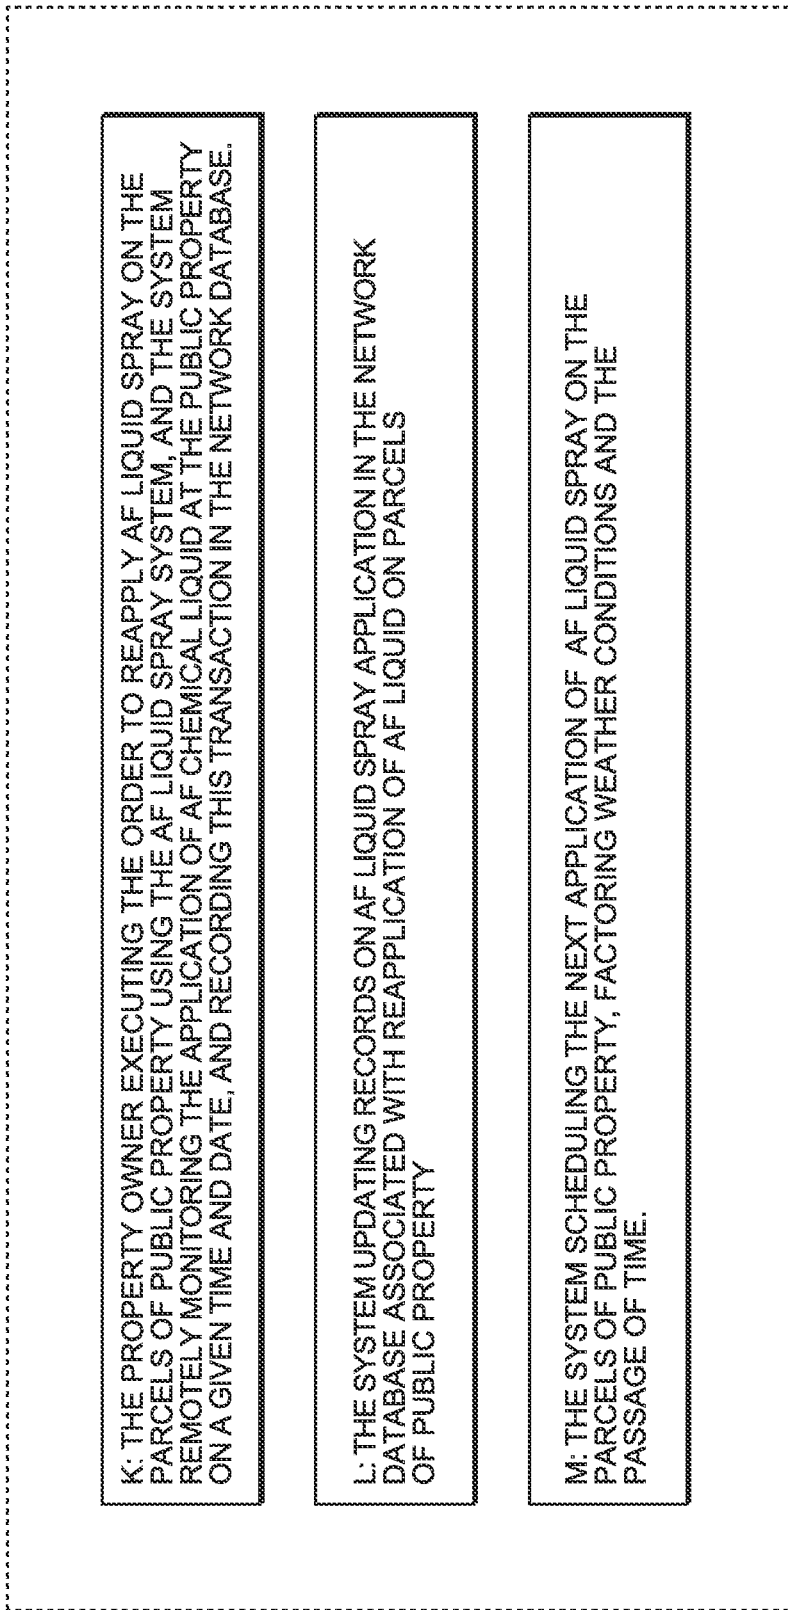 K: THE PROPERTY OWNER EXECUTING THE ORDER TO REAPPLY AF LIQUID SPRAY ON THE
PARCELS OF PUBLIC PROPERTY USING THE AF LIQUID SPRAY SYSTEM, AND THE SYSTEM
REMOTELY MONITORING THE APPLICATION OF AF CHEMICAL LIQUID AT THE PUBLIC PROPERTY
ON A GIVEN TIME AND DATE, AND RECORDING THIS TRANSACTION IN THE NETWORK DATABASE.
L: THE SYSTEM UPDATING RECORDS ON AF LIQUID SPRAY APPLICATION IN THE NETWORK
DATABASE ASSOCIATED WITH REAPPLICATION OF AF LIQUID ON PARCELS
OF PUBLIC PROPERTY
M: THE SYSTEM SCHEDULING THE NEXT APPLICATION OF AF LIQUID SPRAY ON THE
PARCELS OF PUBLIC PROPERTY, FACTORING WEATHER CONDITIONS AND THE
PASSAGE OF TIME.